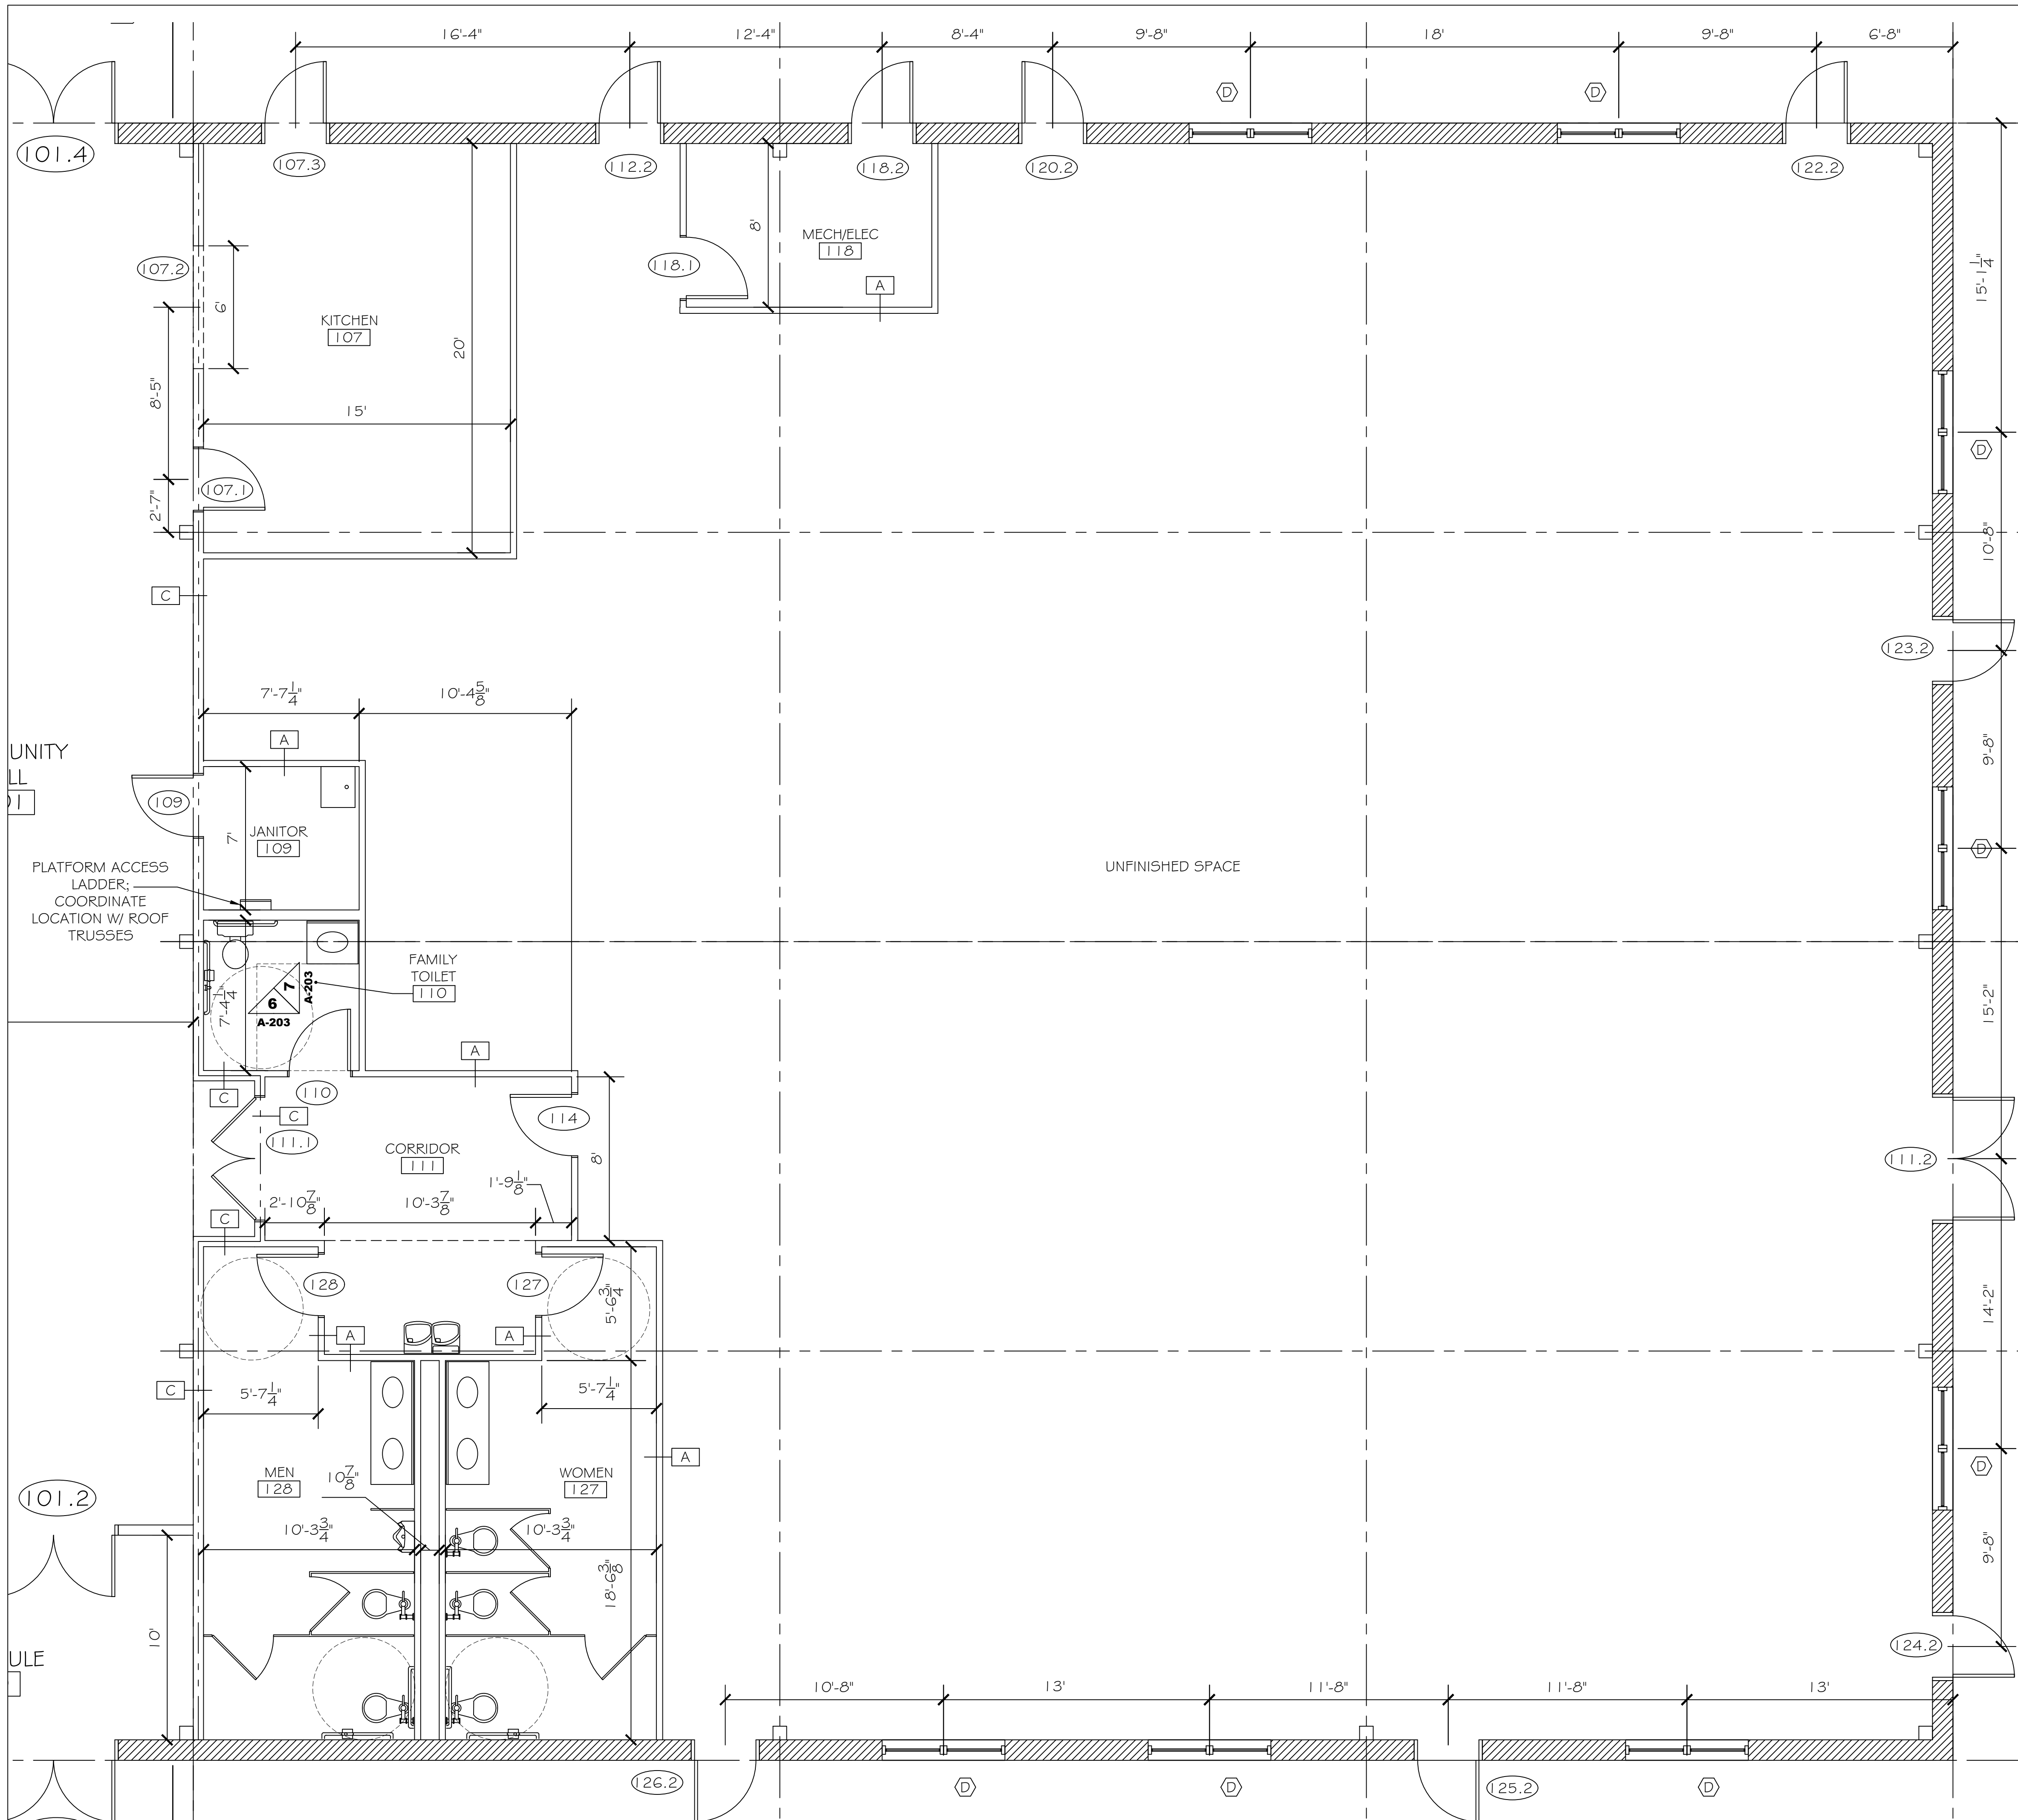 16'-4"
12'-4"
8'-4"
9'-8"
18'
9'-8"
6'-8"
D
D
101.4
107.3
112.2
118.2
120.2
122.2
8'
MECH/ELEC
118
118.1
A
107.2
6'
KITCHEN
107
20'
15'-1 1/4"
8'-5"
15'
D
107.1
2'-7"
10'-8"
C
123.2
7'-7 1/4"
10'-4 5/8"
A
UNITY
LL
01
9'-8"
109
7'
JANITOR
109
D
PLATFORM ACCESS
LADDER;
COORDINATE
LOCATION W/ ROOF
TRUSSES
UNFINISHED SPACE
FAMILY
TOILET
110
7
A-203
6
A-203
7'-4 1/4"
15'-2"
A
C
110
C
114
111.1
CORRIDOR
111
8'
111.2
1'-9 1/8"
2'-10 7/8"
10'-3 7/8"
C
128
127
5'-6 3/4"
14'-2"
A
A
C
5'-7 1/4"
5'-7 1/4"
A
D
MEN
128
10 7/8"
WOMEN
127
101.2
10'-3 3/4"
10'-3 3/4"
9'-8"
18'-6 3/8"
10'
124.2
ULE
10'-8"
13'
11'-8"
11'-8"
13'
126.2
D
D
125.2
D